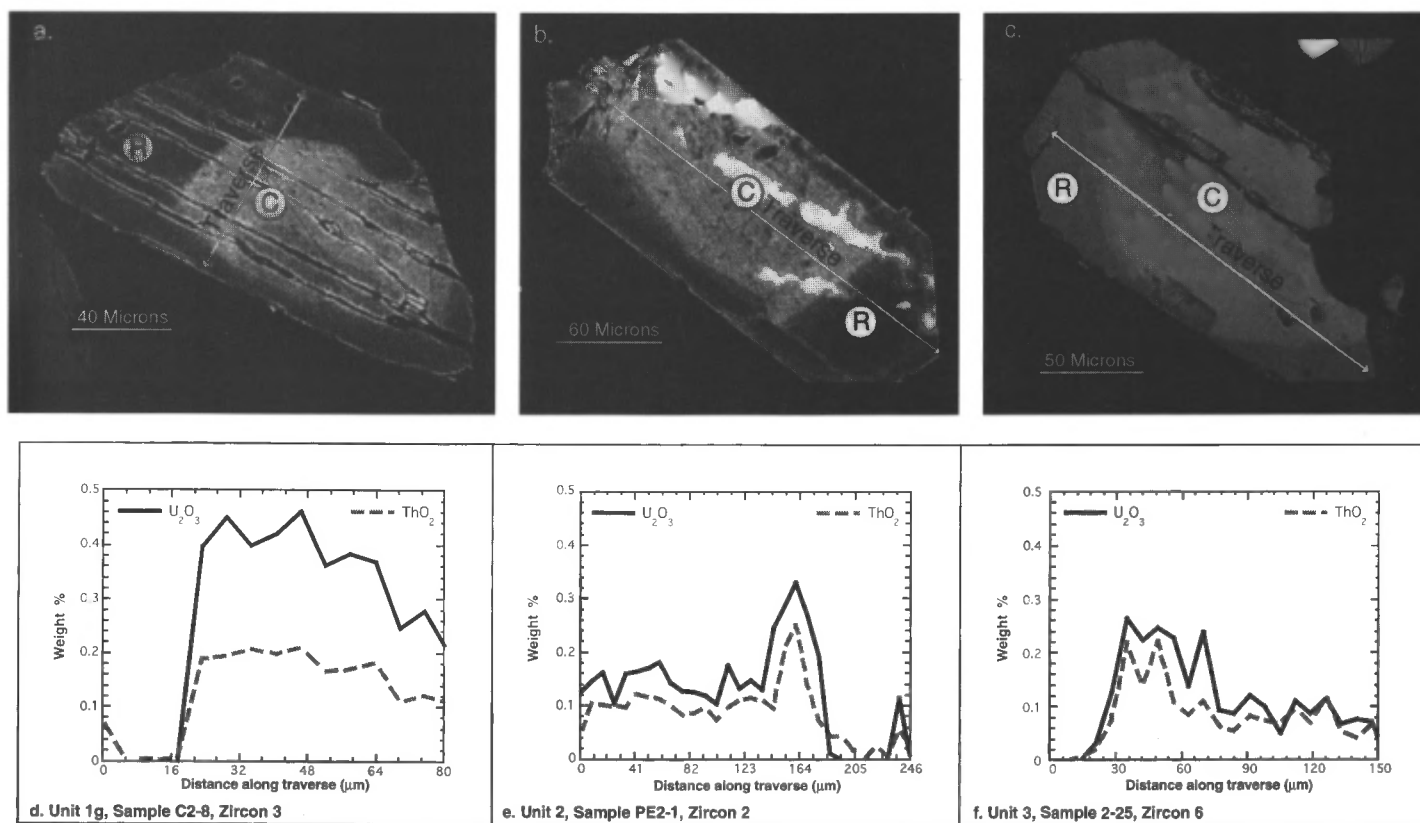 a.
R
Traverse
C
40 Microns
b.
C
Traverse
R
60 Microns
c.
R
C
Traverse
50 Microns
0.5
0.4
0.3
0.2
0.1
0
U2O3
ThO2
Weight %
0 16 32 48 64 80
Distance along traverse (µm)
d. Unit 1g, Sample C2-8, Zircon 3
0.5
0.4
0.3
0.2
0.1
0
U2O3
ThO2
Weight %
0 41 82 123 164 205 246
Distance along traverse (µm)
e. Unit 2, Sample PE2-1, Zircon 2
0.5
0.4
0.3
0.2
0.1
0
U2O3
ThO2
Weight %
0 30 60 90 120 150
Distance along traverse (µm)
f. Unit 3, Sample 2-25, Zircon 6